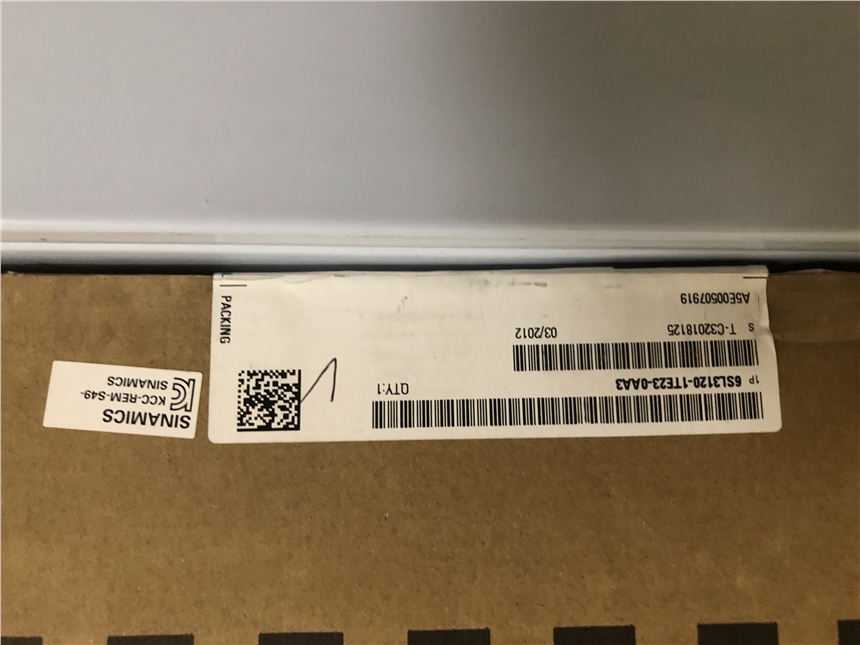 1P 6SL3120-1TE23-0AA3 QTY:1
S T-C32018125 03/2012
A5E00507919
PACKING
SINAMICS
KCC-REM-S49-
SINAMICS